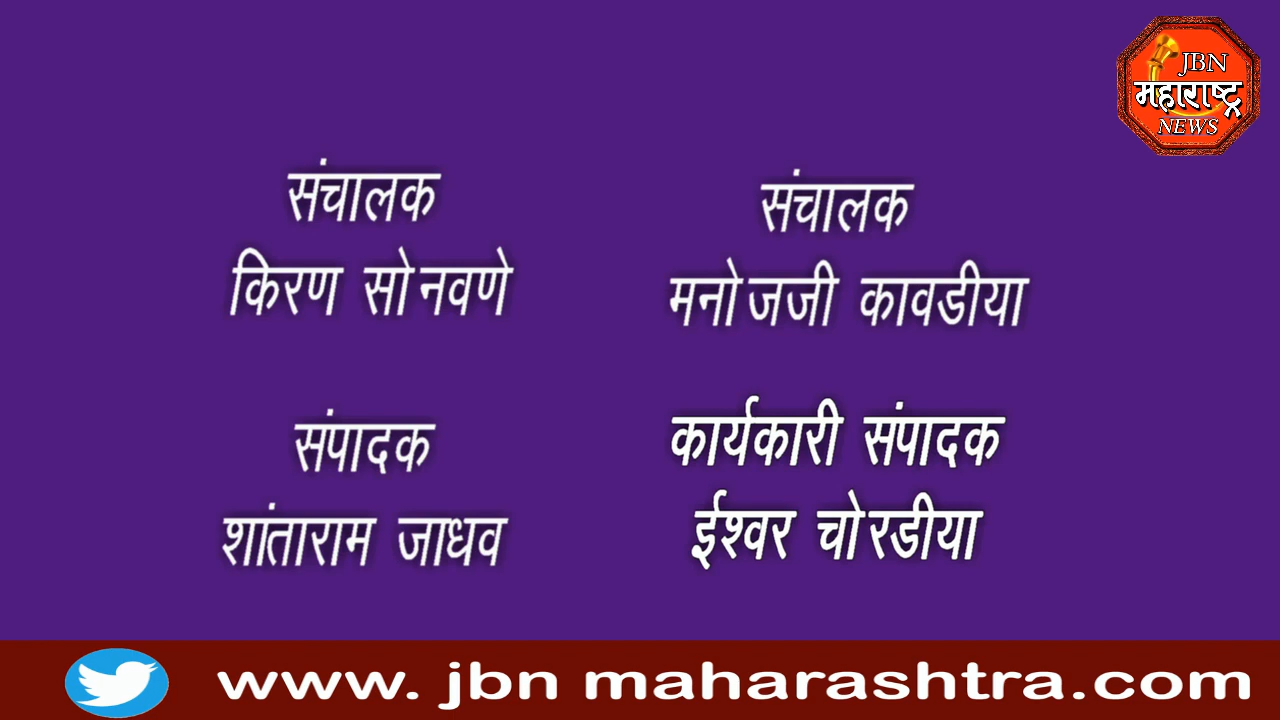 JBN
महाराष्ट्र
NEWS
संचालक
किरण सोनवणे
संचालक
मनोजजी कावडीया
संपादक
शांताराम जाधव
कार्यकारी संपादक
ईश्वर चोरडीया
www. jbn maharashtra.com